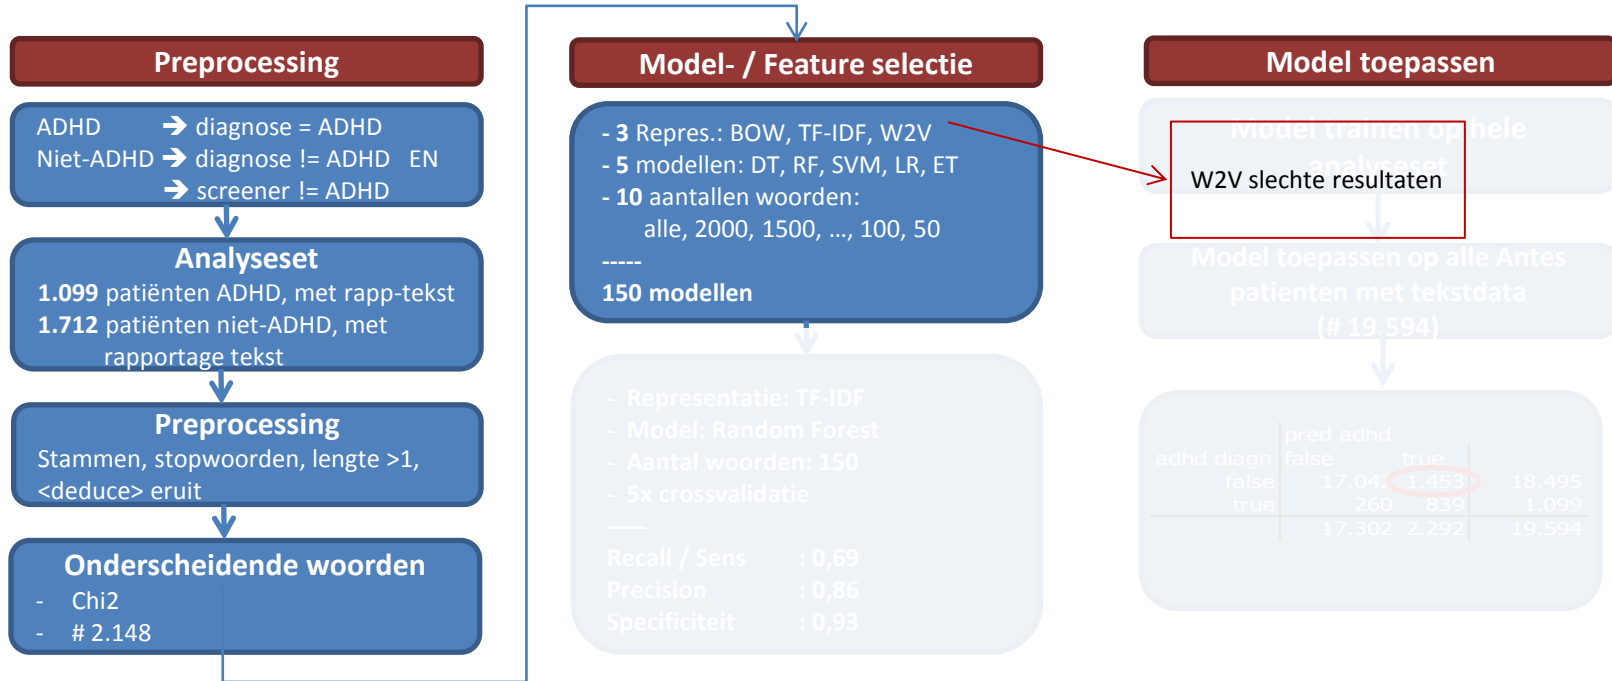 Preprocessing
ADHD ➔ diagnose = ADHD
Niet-ADHD ➔ diagnose != ADHD EN
➔ screener != ADHD
Analyseset
1.099 patiënten ADHD, met rapp-tekst
1.712 patiënten niet-ADHD, met
rapportage tekst
Preprocessing
Stammen, stopwoorden, lengte >1,
<deduce> eruit
Onderscheidende woorden
- Chi2
- # 2.148
Model- / Feature selectie
- 3 Repres.: BOW, TF-IDF, W2V
- 5 modellen: DT, RF, SVM, LR, ET
- 10 aantallen woorden:
alle, 2000, 1500, ..., 100, 50
-----
150 modellen
- Representatie: TF-IDF
- Model: Random Forest
- Aantal woorden: 150
- 5x crossvalidatie
-----
Recall / Sens : 0,69
Precision : 0,86
Specificiteit : 0,93
Model toepassen
Model trainen op hele
analyseset
W2V slechte resultaten
Model toepassen op alle Antes
patienten met tekstdata
(# 19.594)
pred adhd
adhd diagn false true
false 17.042 1.453 18.495
true 260 839 1.099
17.302 2.292 19.594